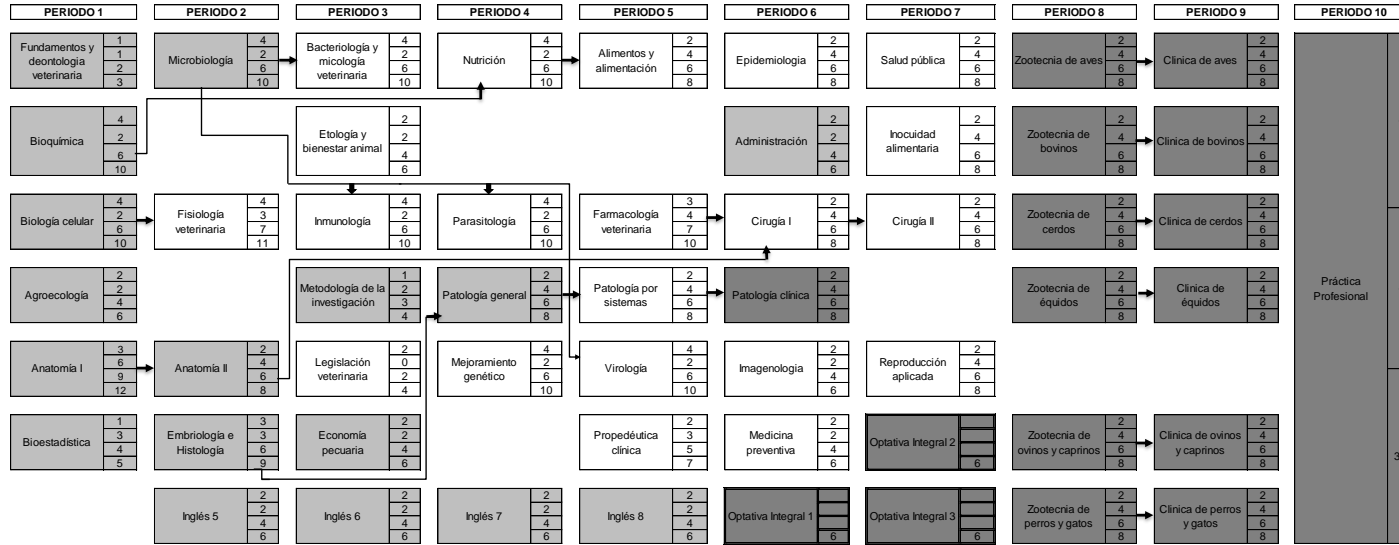 PERIODO 1 PERIODO 2 PERIODO 3 PERIODO 4 PERIODO 5 PERIODO 6 PERIODO 7 PERIODO 8 PERIODO 9 PERIODO 10
Fundamentos y
deontologia
veterinaria
1
1
2
3
Microbiología
4
2
6
10
Bacteriología y
micología
veterinaria
4
2
6
10
Nutrición
4
2
6
10
Alimentos y
alimentación
2
4
6
8
Epidemiologia
2
4
6
8
Salud pública
2
4
6
8
Zootecnia de aves
2
4
6
8
Clinica de aves
2
4
6
8
Bioquímica
4
2
6
10
Etología y
bienestar animal
2
2
4
6
Administración
2
2
4
6
Inocuidad
alimentaria
2
4
6
8
Zootecnia de
bovinos
2
4
6
8
Clinica de bovinos
2
4
6
8
Biología celular
4
2
6
10
Fisiología
veterinaria
4
3
7
11
Inmunología
4
2
6
10
Parasitología
4
2
6
10
Farmacología
veterinaria
3
4
7
10
Cirugía I
2
4
6
8
Cirugía II
2
4
6
8
Zootecnia de
cerdos
2
4
6
8
Clinica de cerdos
2
4
6
8
Agroecología
2
2
4
6
Metodología de la
investigación
1
2
3
4
Patología general
2
4
6
8
Patología por
sistemas
2
4
6
8
Patología clínica
2
4
6
8
Zootecnia de
équidos
2
4
6
8
Clinica de
équidos
2
4
6
8
Práctica
Profesional
Anatomía I
3
6
9
12
Anatomía II
2
4
6
8
Legislación
veterinaria
2
0
2
4
Mejoramiento
genético
4
2
6
10
Virología
4
2
6
10
Imagenologia
2
2
4
6
Reproducción
aplicada
2
4
6
8
Bioestadística
1
3
4
5
Embriología e
Histología
3
3
6
9
Economía
pecuaria
2
2
4
6
Propedéutica
clínica
2
3
5
7
Medicina
preventiva
2
2
4
6
Optativa Integral 2
6
Zootecnia de
ovinos y caprinos
2
4
6
8
Clinica de ovinos
y caprinos
2
4
6
8
Inglés 5
2
2
4
6
Inglés 6
2
2
4
6
Inglés 7
2
2
4
6
Inglés 8
2
2
4
6
Optativa Integral 1
6
Optativa Integral 3
6
Zootecnia de
perros y gatos
2
4
6
8
Clinica de perros
y gatos
2
4
6
8